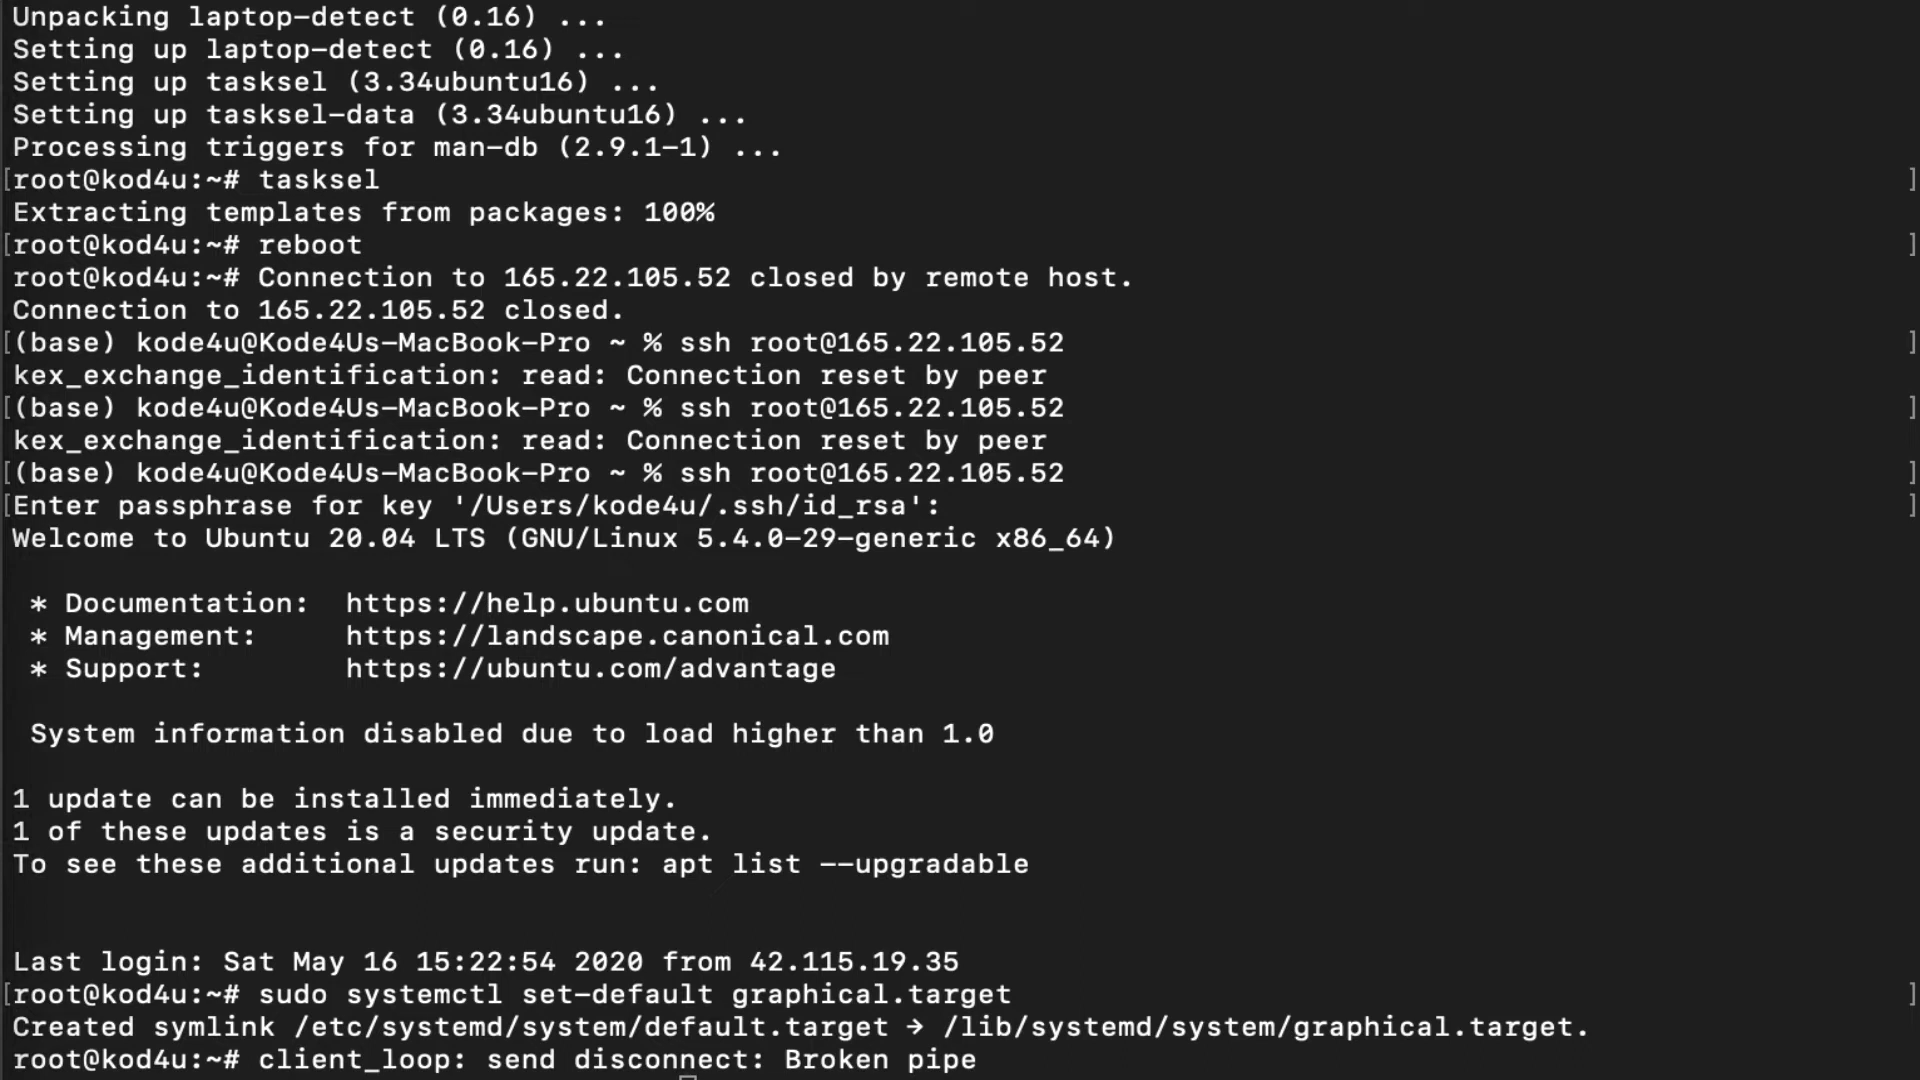 Unpacking laptop-detect (0.16) ...
Setting up laptop-detect (0.16) ...
Setting up tasksel (3.34ubuntu16) ...
Setting up tasksel-data (3.34ubuntu16) ...
Processing triggers for man-db (2.9.1-1) ...
[root@kod4u:~# tasksel ]
Extracting templates from packages: 100%
[root@kod4u:~# reboot ]
root@kod4u:~# Connection to 165.22.105.52 closed by remote host.
Connection to 165.22.105.52 closed.
[(base) kode4u@Kode4Us-MacBook-Pro ~ % ssh root@165.22.105.52 ]
kex_exchange_identification: read: Connection reset by peer
[(base) kode4u@Kode4Us-MacBook-Pro ~ % ssh root@165.22.105.52 ]
kex_exchange_identification: read: Connection reset by peer
[(base) kode4u@Kode4Us-MacBook-Pro ~ % ssh root@165.22.105.52 ]
[Enter passphrase for key '/Users/kode4u/.ssh/id_rsa': ]
Welcome to Ubuntu 20.04 LTS (GNU/Linux 5.4.0-29-generic x86_64)
* Documentation: https://help.ubuntu.com
* Management: https://landscape.canonical.com
* Support: https://ubuntu.com/advantage
System information disabled due to load higher than 1.0
1 update can be installed immediately.
1 of these updates is a security update.
To see these additional updates run: apt list --upgradable
Last login: Sat May 16 15:22:54 2020 from 42.115.19.35
[root@kod4u:~# sudo systemctl set-default graphical.target ]
Created symlink /etc/systemd/system/default.target → /lib/systemd/system/graphical.target.
root@kod4u:~# client_loop: send disconnect: Broken pipe